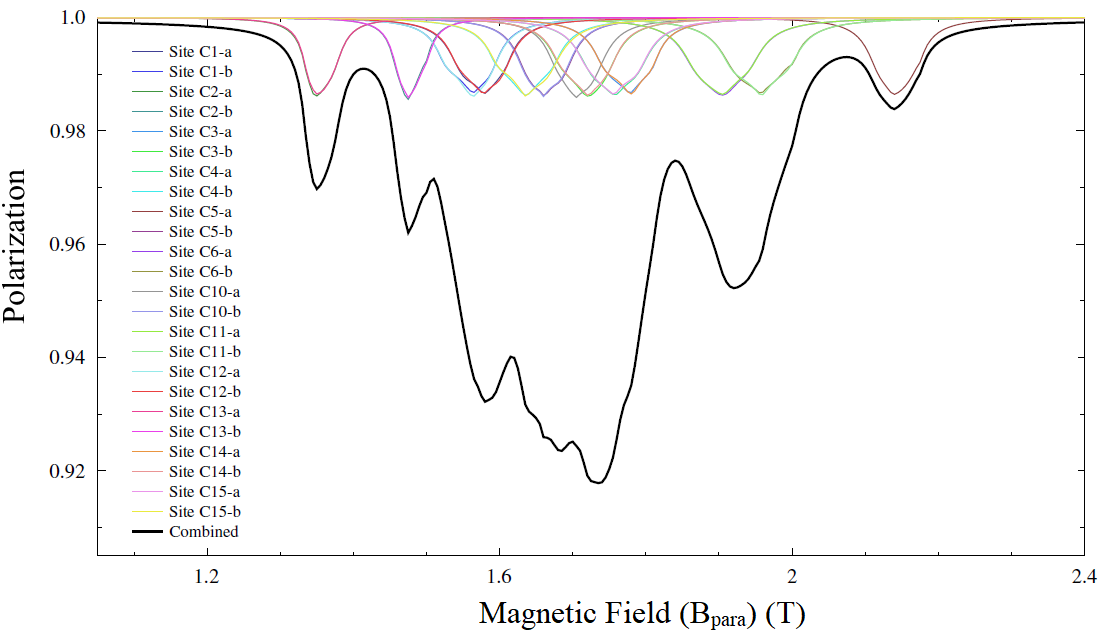 1.0
0.98
0.96
0.94
0.92
Polarization
Site C1-a
Site C1-b
Site C2-a
Site C2-b
Site C3-a
Site C3-b
Site C4-a
Site C4-b
Site C5-a
Site C5-b
Site C6-a
Site C6-b
Site C10-a
Site C10-b
Site C11-a
Site C11-b
Site C12-a
Site C12-b
Site C13-a
Site C13-b
Site C14-a
Site C14-b
Site C15-a
Site C15-b
Combined
1.2 1.6 2 2.4
Magnetic Field (Bpara) (T)